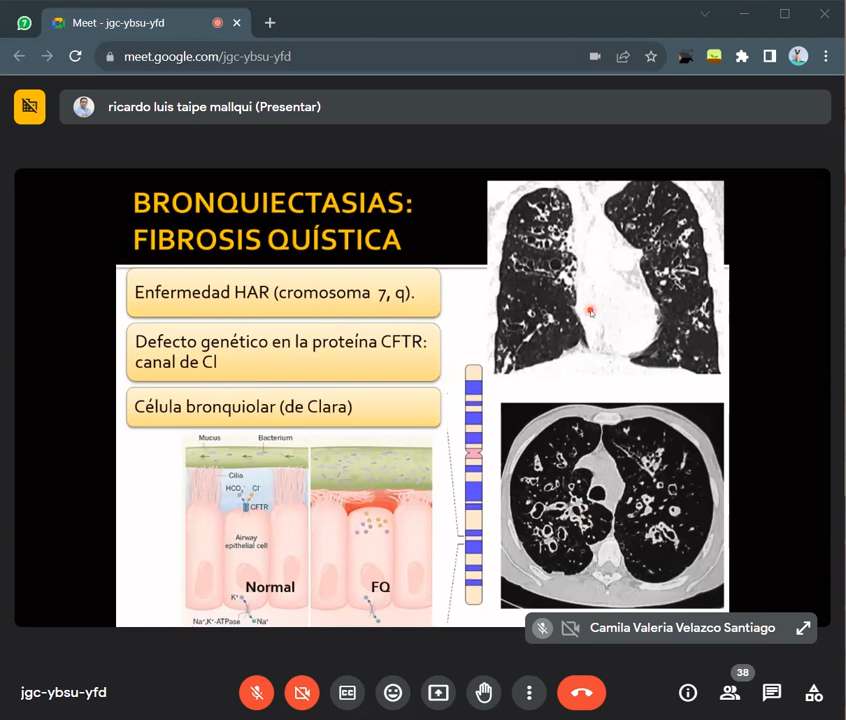 7
Meet - jgc-ybsu-yfd
meet.google.com/jgc-ybsu-yfd
ricardo luis taipe mallqui (Presentar)
BRONQUIECTASIAS:
FIBROSIS QUÍSTICA
Enfermedad HAR (cromosoma 7, q).
Defecto genético en la proteína CFTR:
canal de Cl
Célula bronquiolar (de Clara)
Mucus
Bacterium
Cilia
HCO₃⁻ Cl⁻
CFTR
Airway
epithelial cell
Normal
FQ
K⁺
Na⁺,K⁺-ATPase
Na⁺
Camila Valeria Velazco Santiago
jgc-ybsu-yfd
CC
38